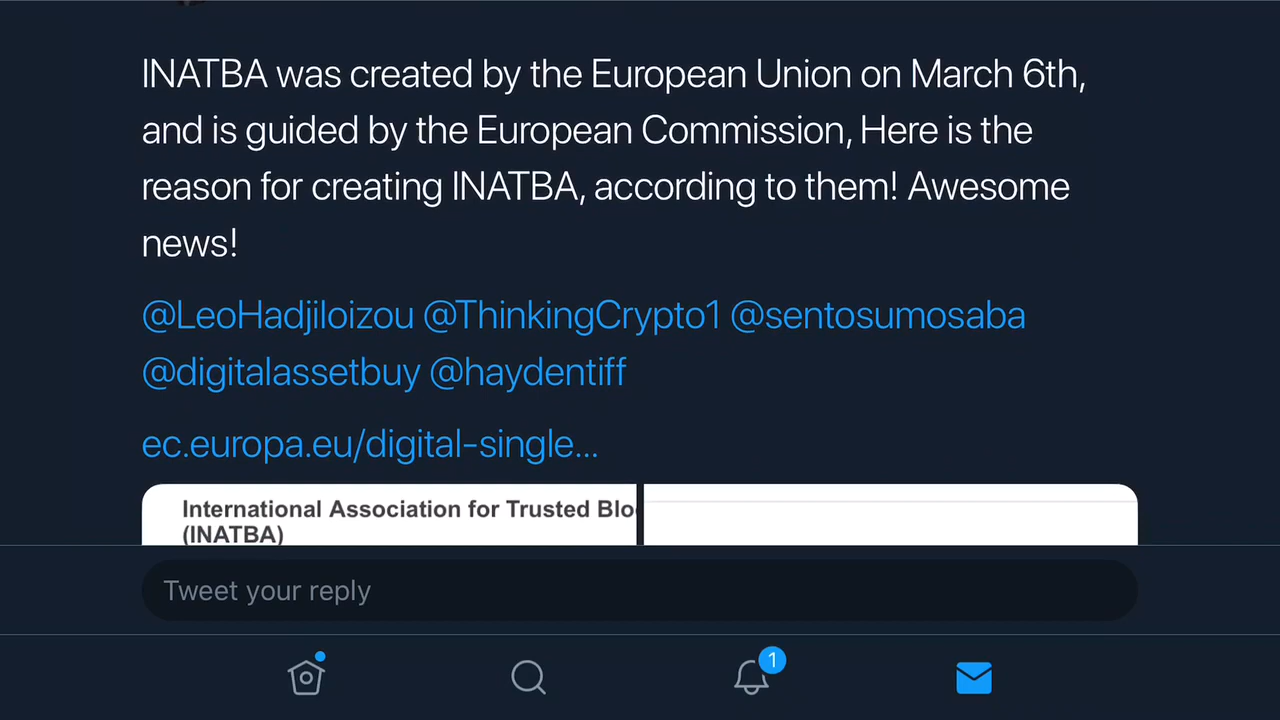 INATBA was created by the European Union on March 6th,
and is guided by the European Commission, Here is the
reason for creating INATBA, according to them! Awesome
news!
@LeoHadjiloizou @ThinkingCrypto1 @sentosumosaba
@digitalassetbuy @haydentiff
ec.europa.eu/digital-single...
International Association for Trusted
(INATBA)
Tweet your reply
1